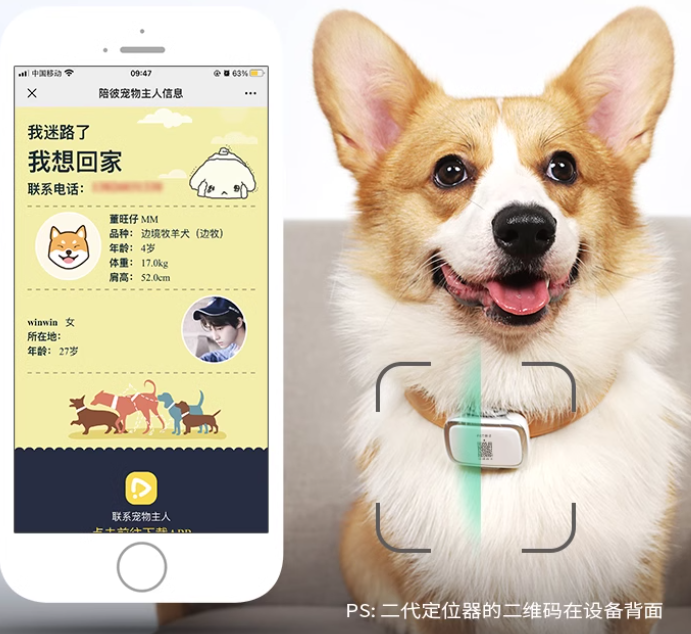 中国移动
09:47
63%
陪彼宠物主人信息
我迷路了
我想回家
联系电话：
董旺仔 MM
品种： 边境牧羊犬（边牧）
年龄： 4岁
体重： 17.0kg
肩高： 52.0cm
winwin 女
所在地：
年龄： 27岁
联系宠物主人
PS: 二代定位器的二维码在设备背面